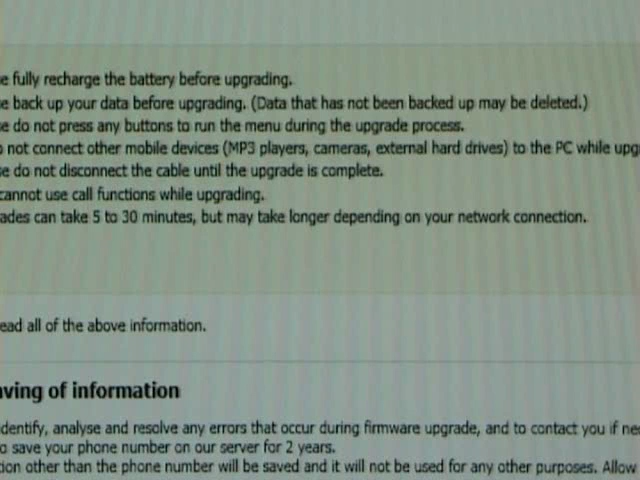 e fully recharge the battery before upgrading.
e back up your data before upgrading. (Data that has not been backed up may be deleted.)
e do not press any buttons to run the menu during the upgrade process.
o not connect other mobile devices (MP3 players, cameras, external hard drives) to the PC while upg
e do not disconnect the cable until the upgrade is complete.
cannot use call functions while upgrading.
ades can take 5 to 30 minutes, but may take longer depending on your network connection.
ead all of the above information.
aving of information
identify, analyse and resolve any errors that occur during firmware upgrade, and to contact you if ne
o save your phone number on our server for 2 years.
tion other than the phone number will be saved and it will not be used for any other purposes. Allow